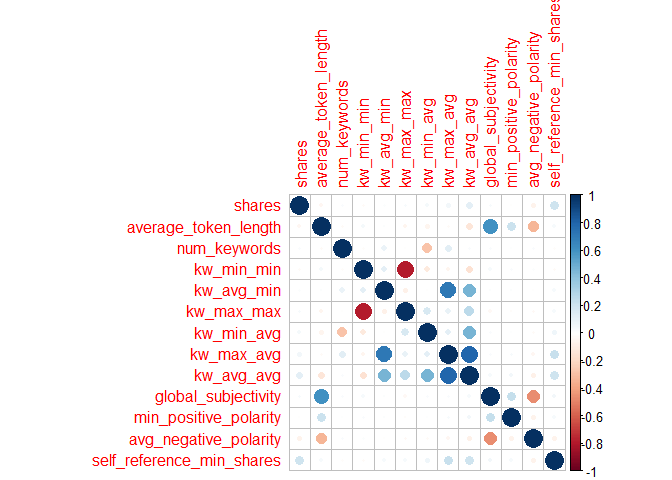 shares
average_token_length
num_keywords
kw_min_min
kw_avg_min
kw_max_max
kw_min_avg
kw_max_avg
kw_avg_avg
global_subjectivity
min_positive_polarity
avg_negative_polarity
self_reference_min_shares
shares
average_token_length
num_keywords
kw_min_min
kw_avg_min
kw_max_max
kw_min_avg
kw_max_avg
kw_avg_avg
global_subjectivity
min_positive_polarity
avg_negative_polarity
self_reference_min_shares
1
0.8
0.6
0.4
0.2
0
-0.2
-0.4
-0.6
-0.8
-1